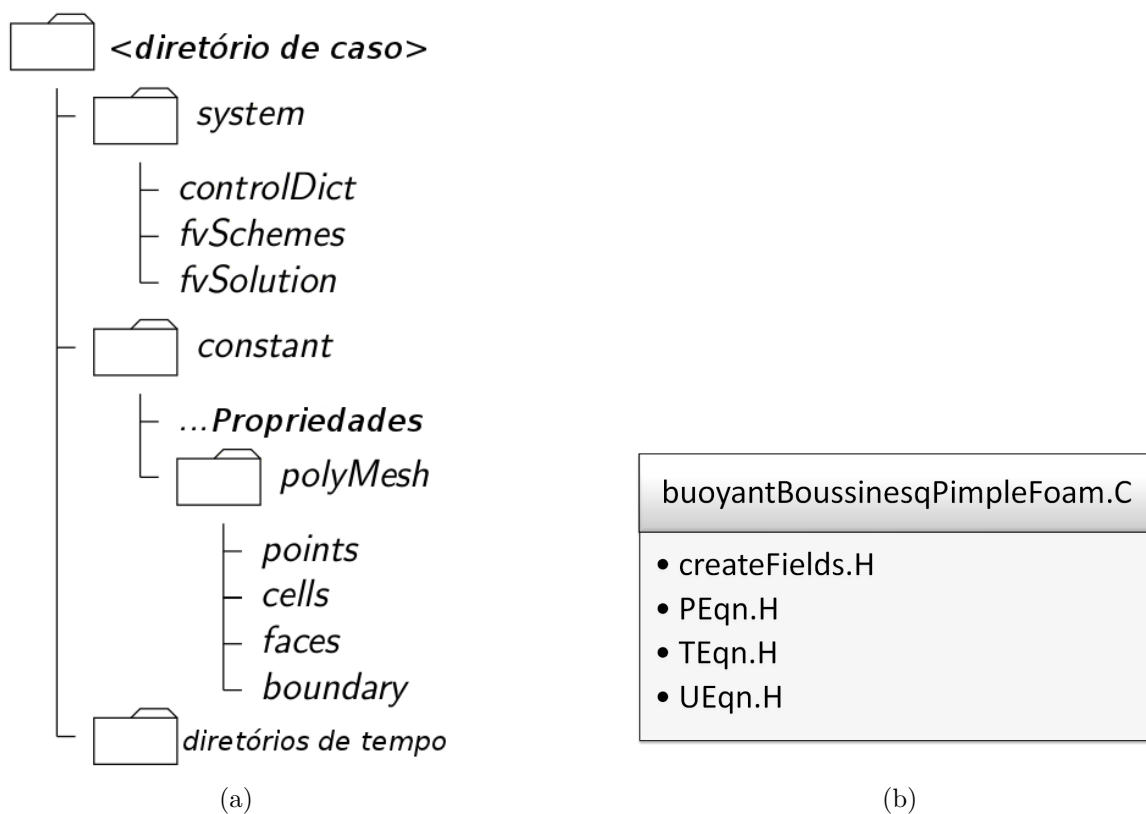 <diretório de caso>
system
controlDict
fvSchemes
fvSolution
constant
...Propriedades
polyMesh
points
cells
faces
boundary
diretórios de tempo
(a)
buoyantBoussinesqPimpleFoam.C
• createFields.H
• PEqn.H
• TEqn.H
• UEqn.H
(b)